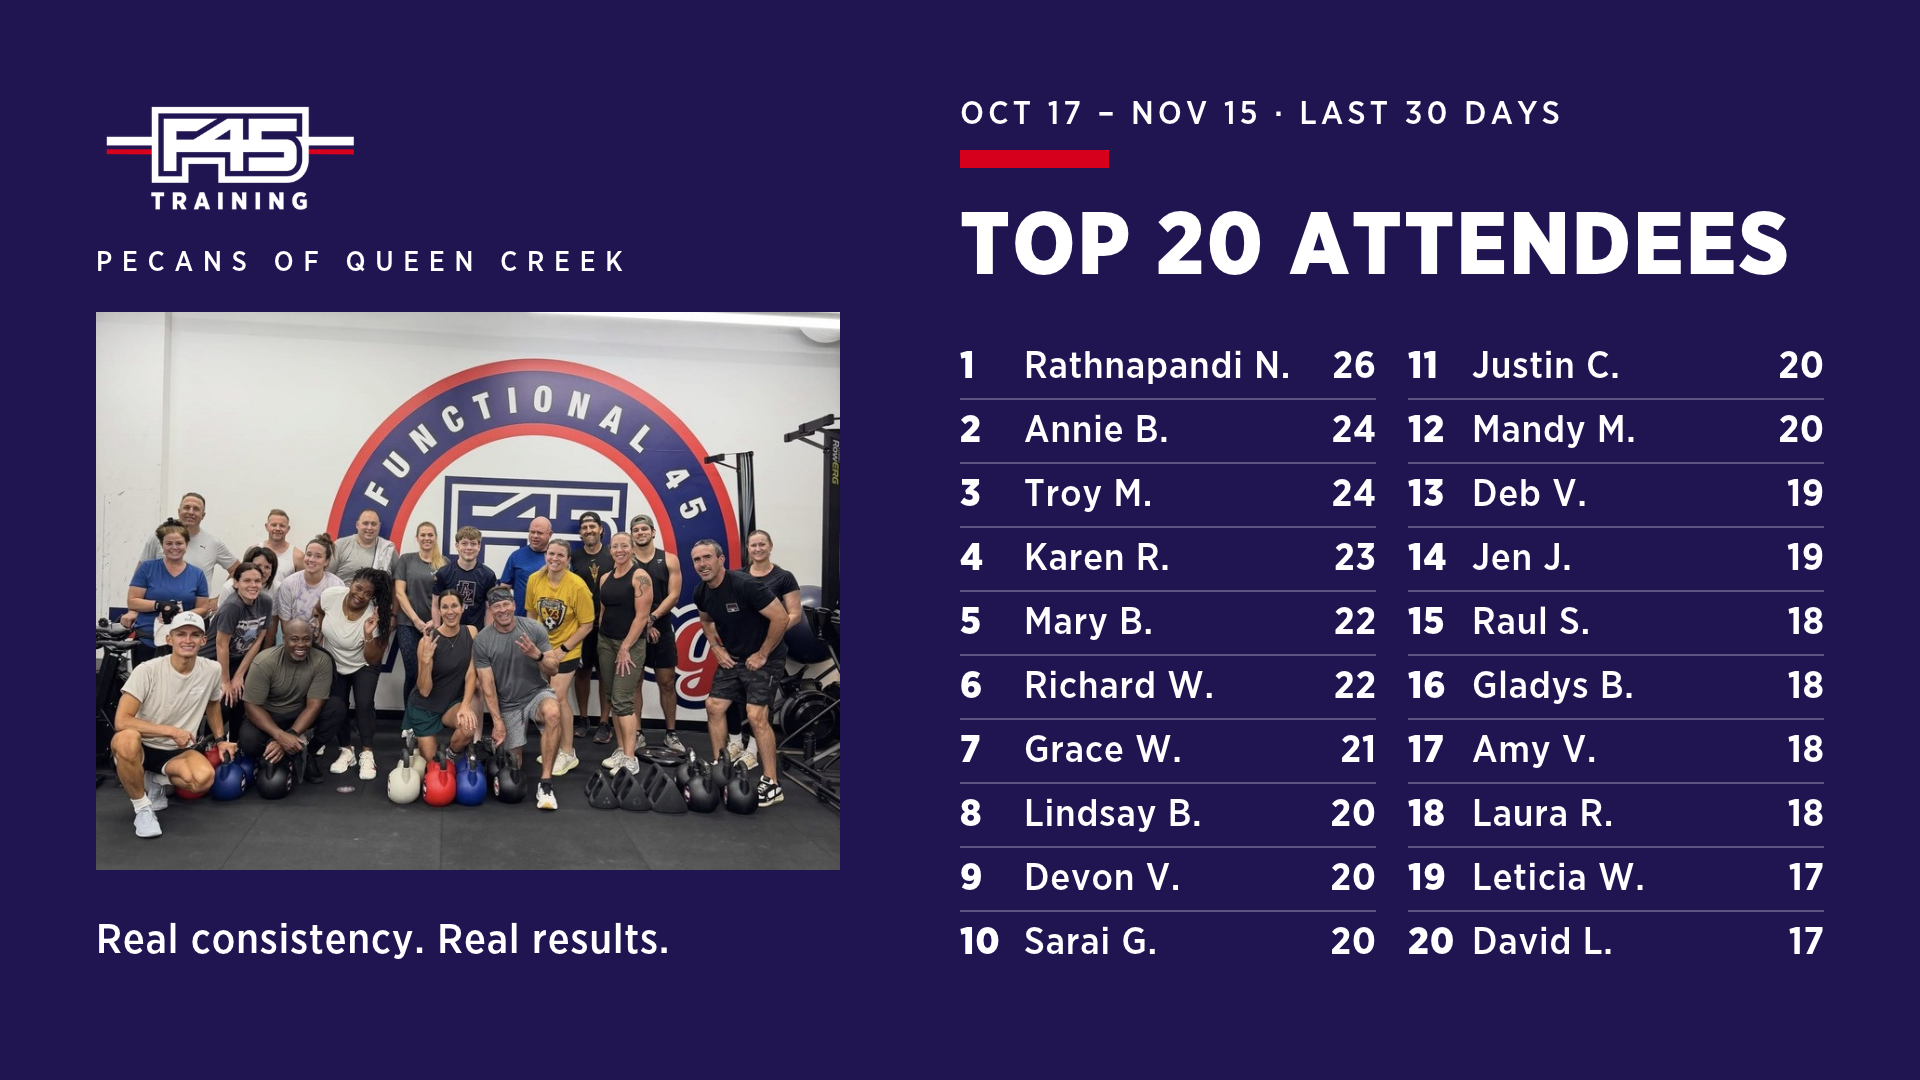 F45
TRAINING
PECANS OF QUEEN CREEK
FUNCTIONAL 45
F45
RowERG
Real consistency. Real results.
OCT 17 – NOV 15 · LAST 30 DAYS
TOP 20 ATTENDEES
1 Rathnapandi N. 26
2 Annie B. 24
3 Troy M. 24
4 Karen R. 23
5 Mary B. 22
6 Richard W. 22
7 Grace W. 21
8 Lindsay B. 20
9 Devon V. 20
10 Sarai G. 20
11 Justin C. 20
12 Mandy M. 20
13 Deb V. 19
14 Jen J. 19
15 Raul S. 18
16 Gladys B. 18
17 Amy V. 18
18 Laura R. 18
19 Leticia W. 17
20 David L. 17